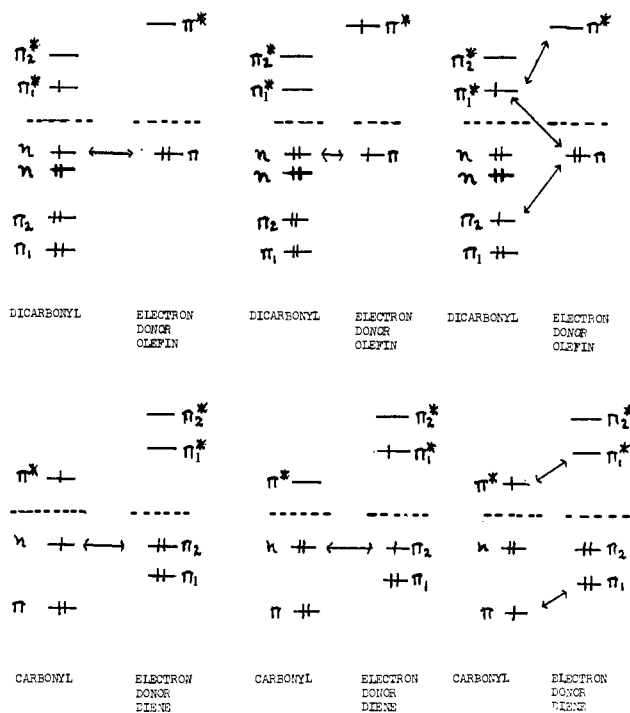 π*
π₂*
π₁*
n
π
n
π₂
π₁
DICARBONYL
ELECTRON
DONOR
OLEFIN
π*
π₂*
π₁*
n
π
n
π₂
π₁
DICARBONYL
ELECTRON
DONOR
OLEFIN
π*
π₂*
π₁*
n
π
n
π₂
π₁
DICARBONYL
ELECTRON
DONOR
OLEFIN
π₂*
π₁*
π*
n
π₂
π₁
π
CARBONYL
ELECTRON
DONOR
DIENE
π₂*
π₁*
π*
n
π₂
π₁
π
CARBONYL
ELECTRON
DONOR
DIENE
π₂*
π₁*
π*
n
π₂
π₁
π
CARBONYL
ELECTRON
DONOR
DIENE